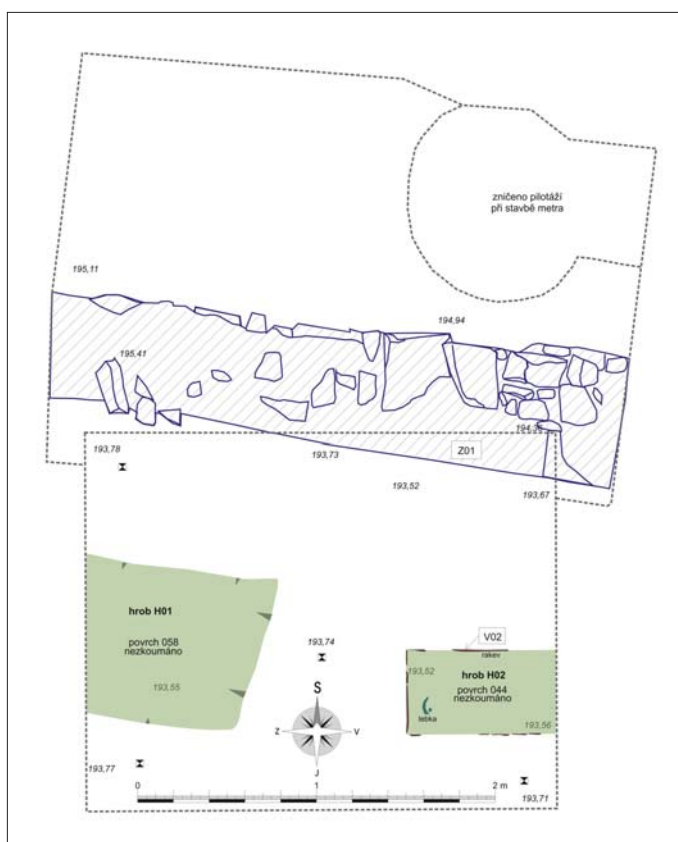 zničeno pilotáží
při stavbě metra
195,11
194,94
195,41
194,35
193,78
193,73
Z01
193,52
193,67
hrob H01
povrch 058
nezkoumáno
193,55
193,74
V02
rakev
193,52
hrob H02
povrch 044
nezkoumáno
lebka
193,56
S
Z
V
J
193,77
0
1
2 m
193,71